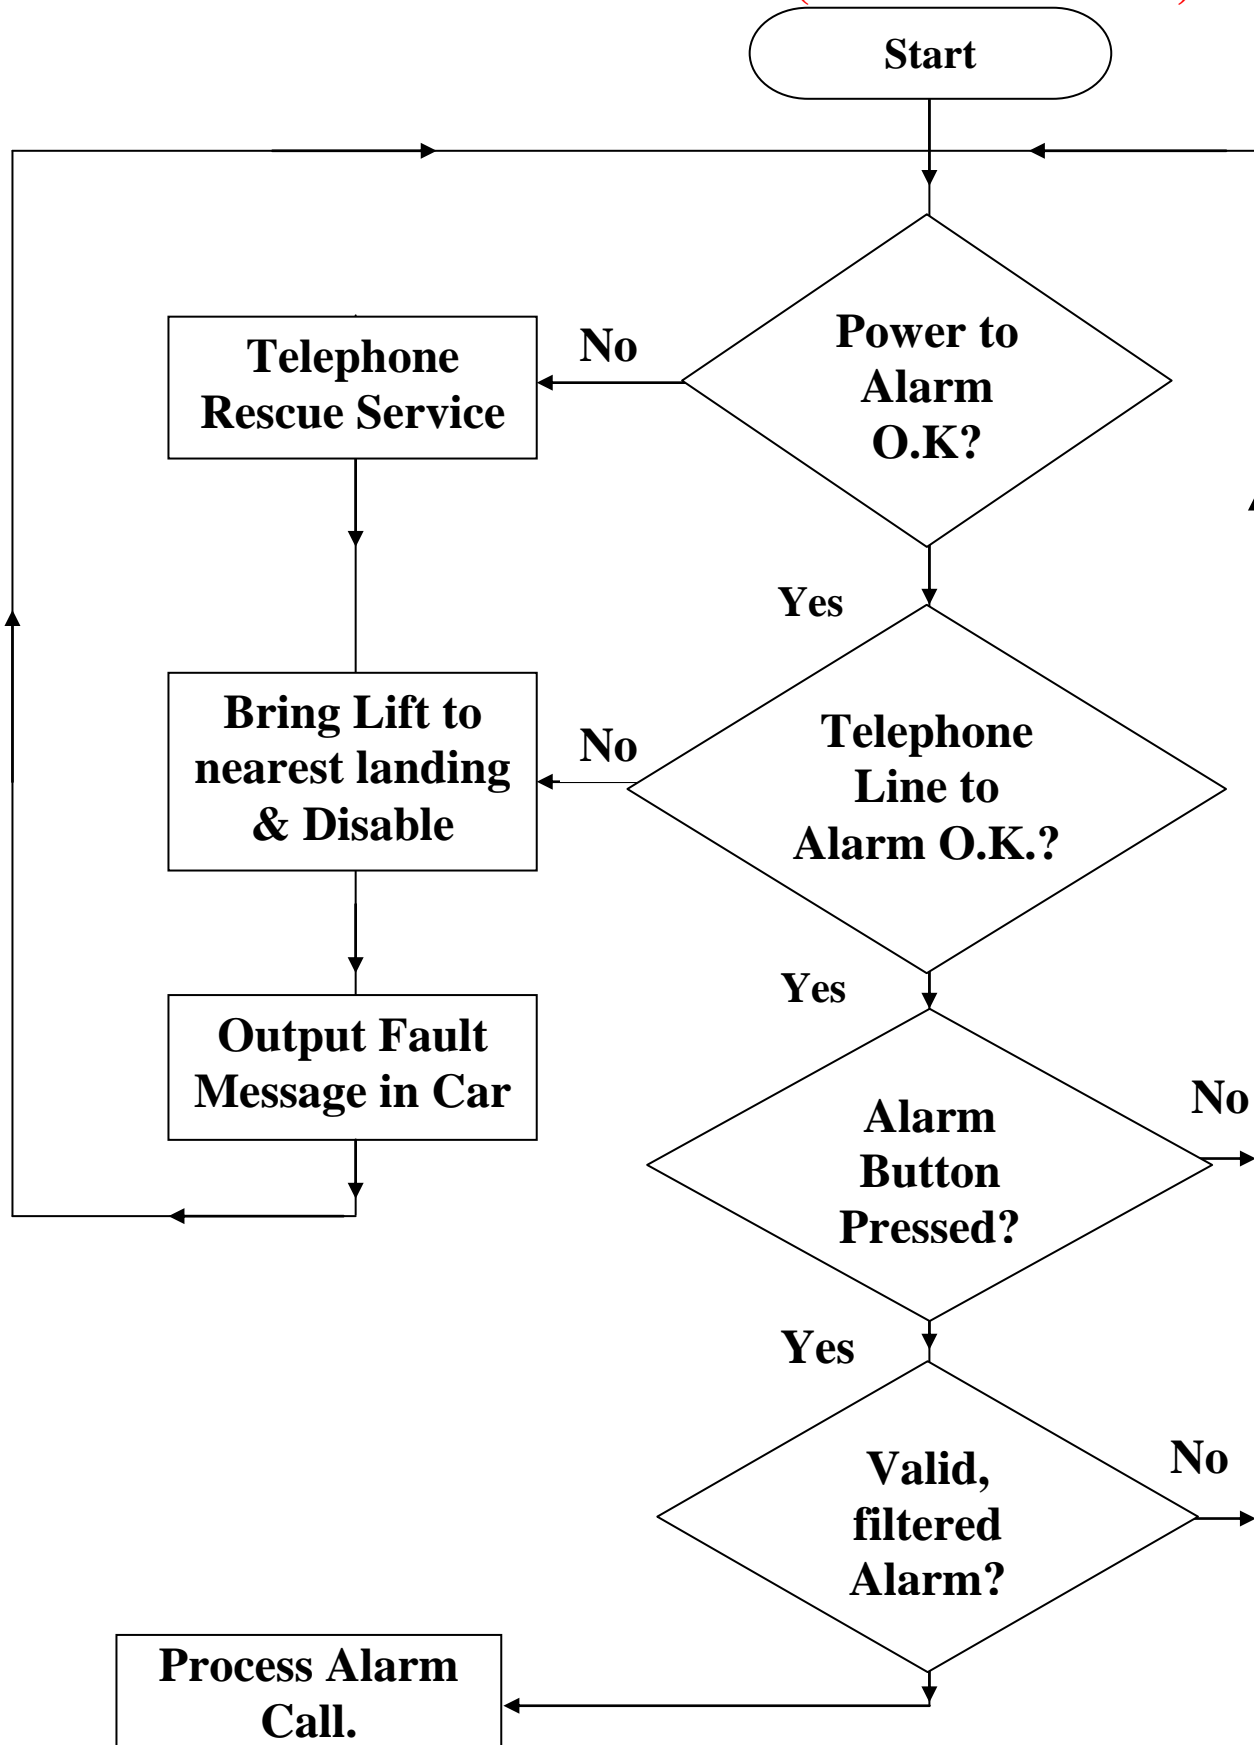 Start
Power to
Alarm
O.K?
No
Telephone
Rescue Service
Yes
Telephone
Line to
Alarm O.K.?
No
Bring Lift to
nearest landing
& Disable
Output Fault
Message in Car
Yes
Alarm
Button
Pressed?
No
Yes
Valid,
filtered
Alarm?
No
Process Alarm
Call.